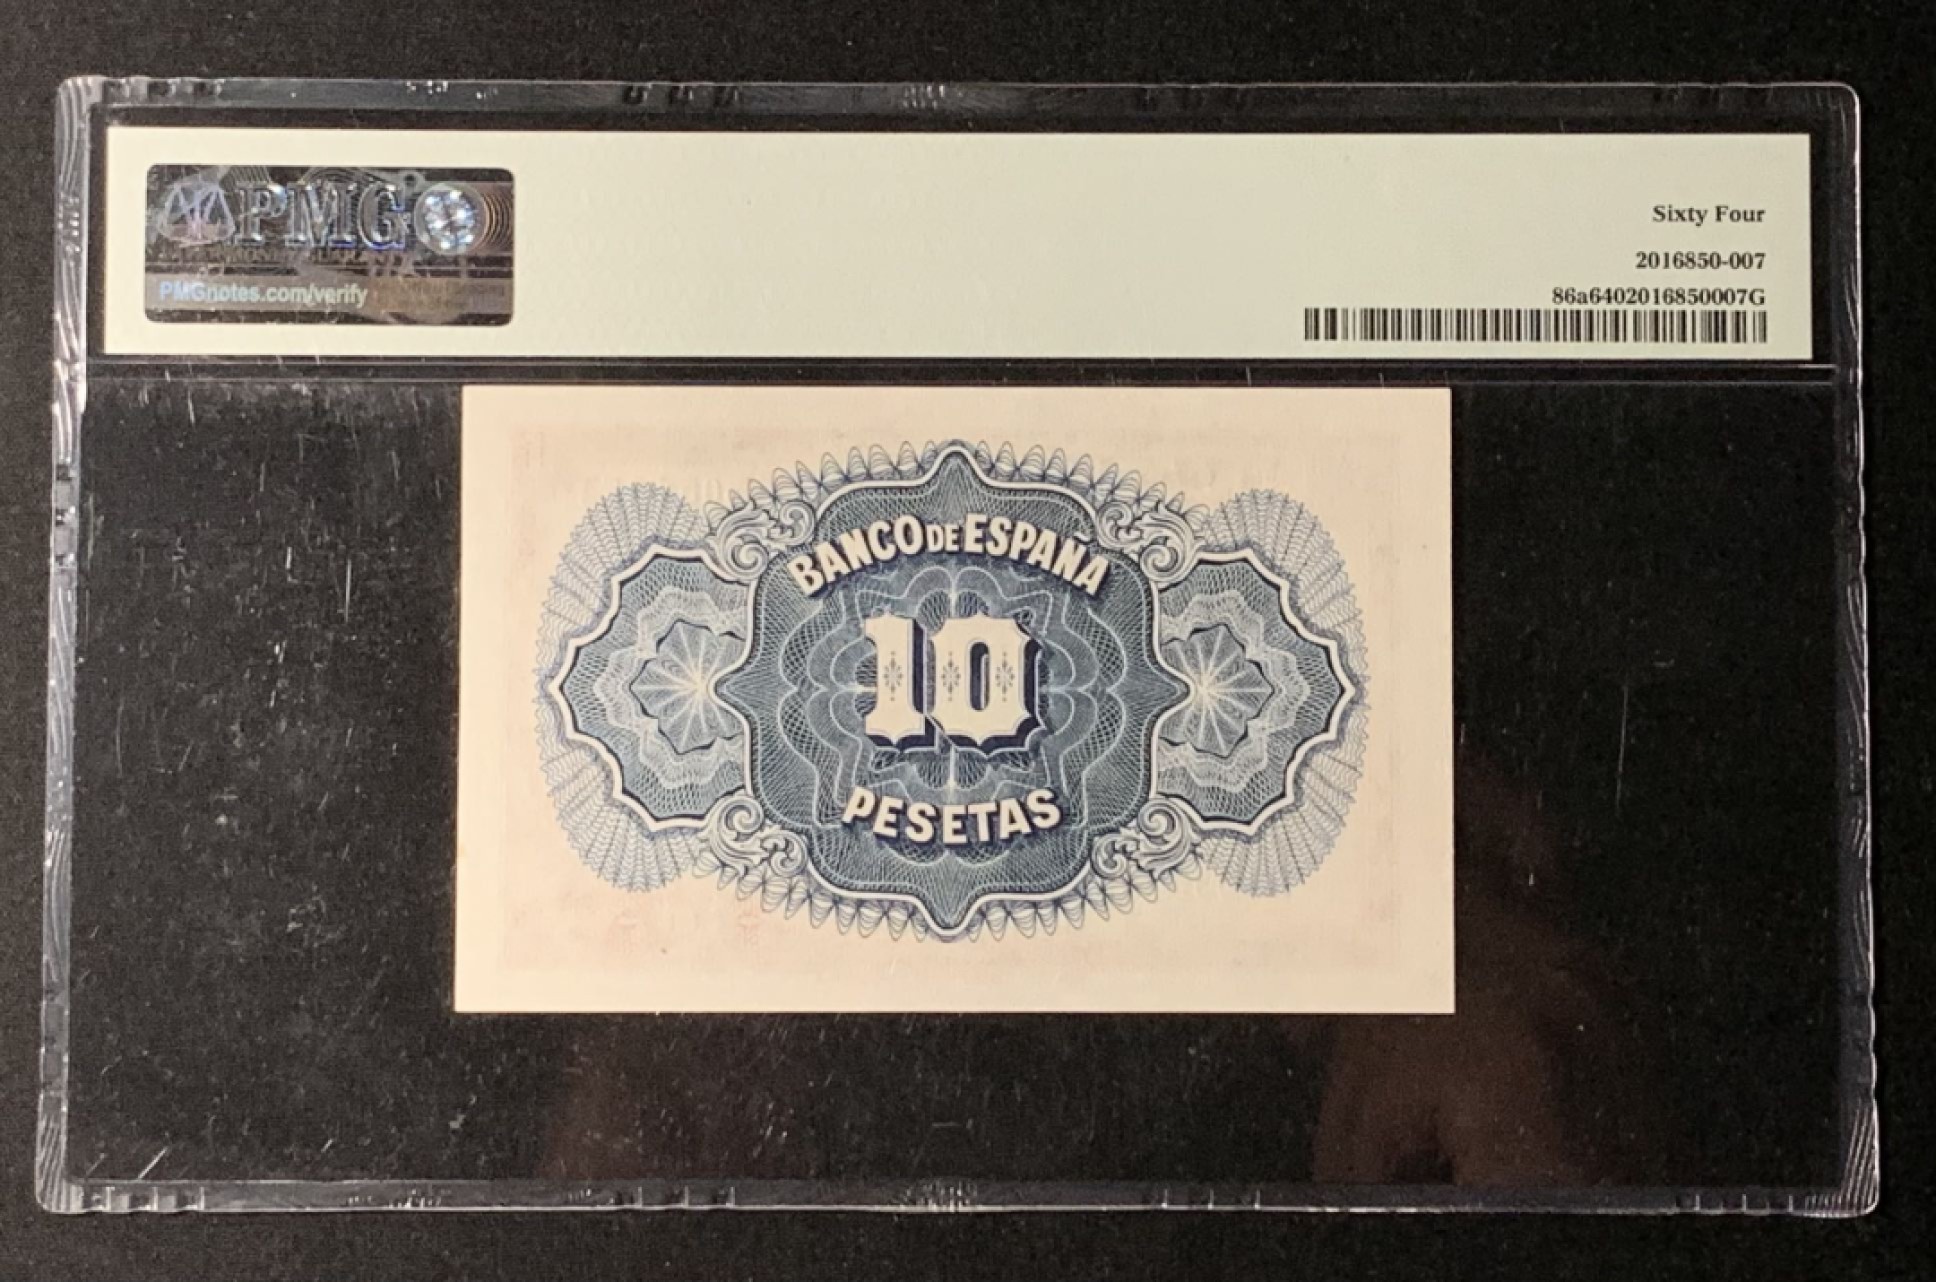 PMG
PMGnotes.com/verify
Sixty Four
2016850-007
86a6402016850007G
BANCO DE ESPAÑA
10
PESETAS